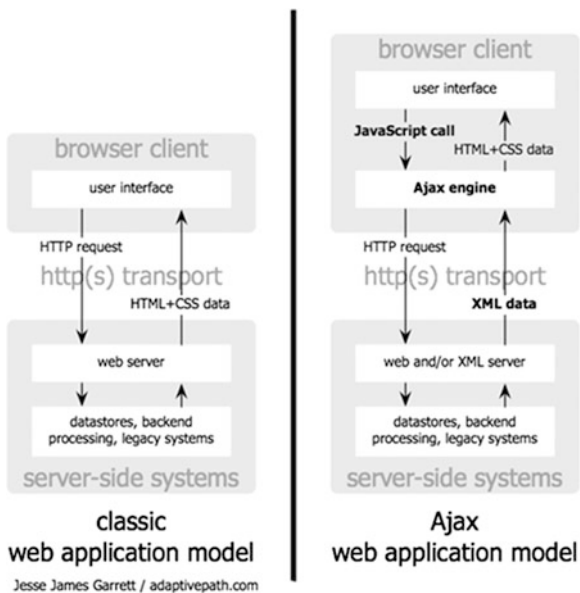 browser client
user interface
HTTP request
http(s) transport
HTML+CSS data
web server
datastores, backend
processing, legacy systems
server-side systems
classic
web application model
Jesse James Garrett / adaptivepath.com
browser client
user interface
JavaScript call
HTML+CSS data
Ajax engine
HTTP request
http(s) transport
XML data
web and/or XML server
datastores, backend
processing, legacy systems
server-side systems
Ajax
web application model